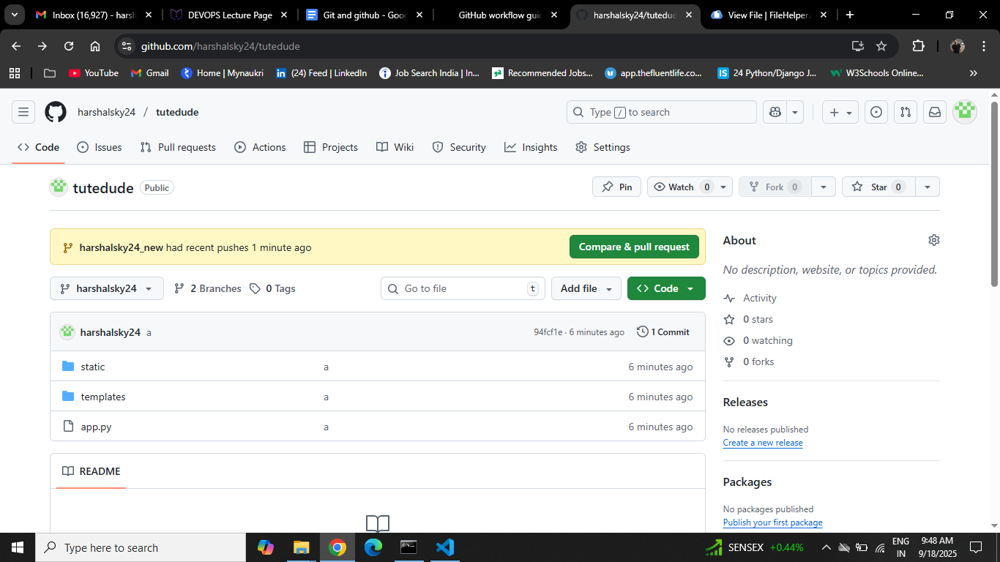 Inbox (16,927) - harsh
DEVOPS Lecture Page
Git and github - Goog
GitHub workflow guid
harshalsky24/tutedud
View File | FileHelper.
github.com/harshalsky24/tutedude
YouTube
Gmail
Home | Mynaukri
(24) Feed | LinkedIn
Job Search India | In...
Recommended Jobs...
app.thefluentlife.co...
24 Python/Django J...
W3Schools Online...
harshalsky24 / tutedude
Type / to search
Code
Issues
Pull requests
Actions
Projects
Wiki
Security
Insights
Settings
tutedude Public
Pin
Watch 0
Fork 0
Star 0
harshalsky24_new had recent pushes 1 minute ago
Compare & pull request
harshalsky24
2 Branches
0 Tags
Go to file t
Add file
Code
harshalsky24 a
94fcf1e · 6 minutes ago
1 Commit
static a 6 minutes ago
templates a 6 minutes ago
app.py a 6 minutes ago
README
About
No description, website, or topics provided.
Activity
0 stars
0 watching
0 forks
Releases
No releases published
Create a new release
Packages
No packages published
Publish your first package
Type here to search
SENSEX +0.44%
ENG
IN
9:48 AM
9/18/2025